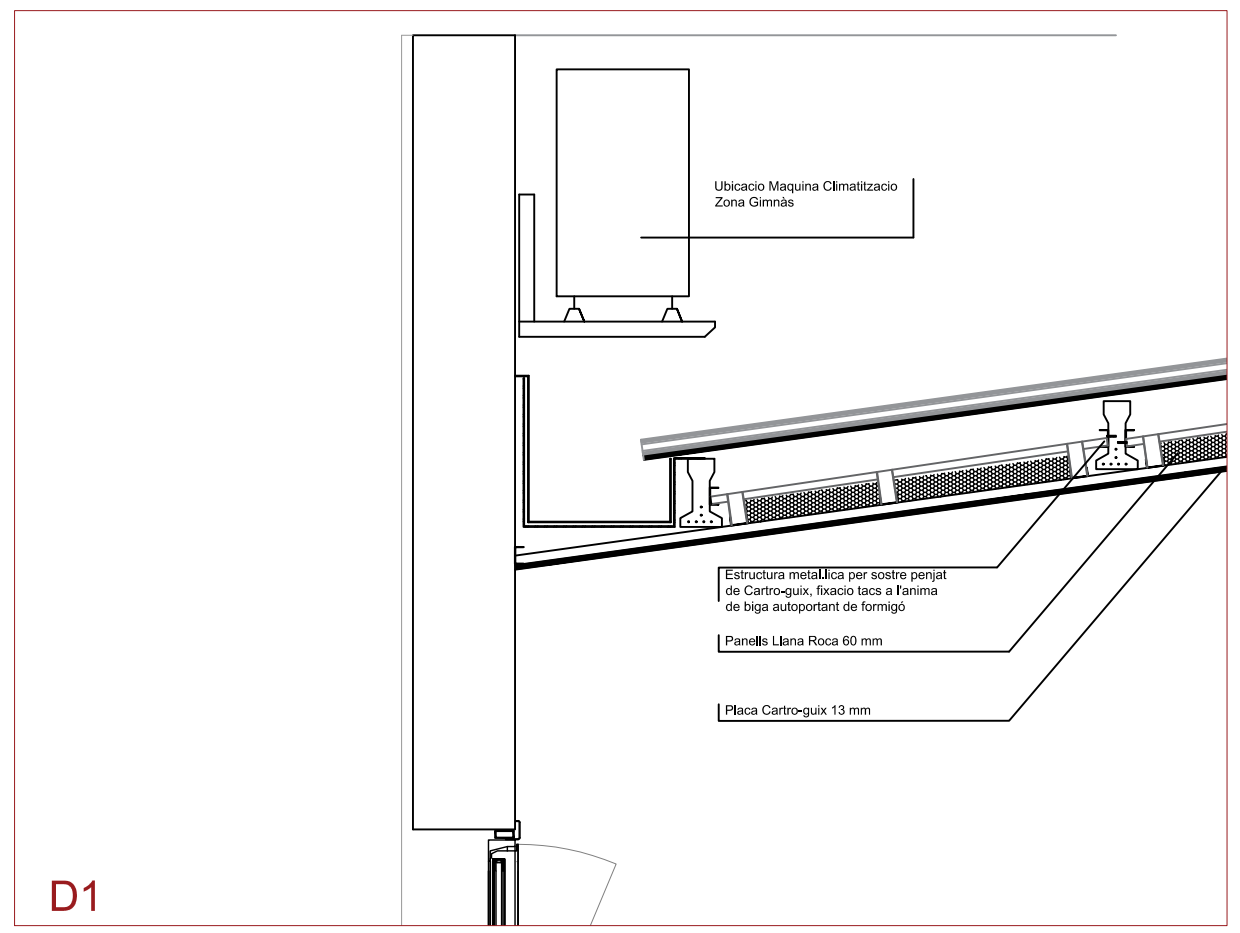 Ubicacio Maquina Climatitzacio
Zona Gimnàs
Estructura metal.lica per sostre penjat
de Cartro-guix, fixacio tacs a l'anima
de biga autoportant de formigó
Panells Llana Roca 60 mm
Placa Cartro-guix 13 mm
D1